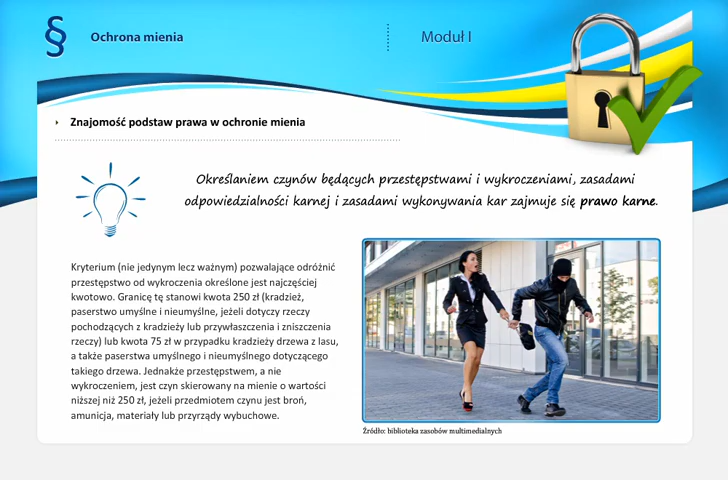 §
Ochrona mienia
Moduł I
Znajomość podstaw prawa w ochronie mienia
Określaniem czynów będących przestępstwami i wykroczeniami, zasadami
odpowiedzialności karnej i zasadami wykonywania kar zajmuje się prawo karne.
Kryterium (nie jedynym lecz ważnym) pozwalające odróżnić
przestępstwo od wykroczenia określone jest najczęściej
kwotowo. Granicę tę stanowi kwota 250 zł (kradzież,
paserstwo umyślne i nieumyślne, jeżeli dotyczy rzeczy
pochodzących z kradzieży lub przywłaszczenia i zniszczenia
rzeczy) lub kwota 75 zł w przypadku kradzieży drzewa z lasu,
a także paserstwa umyślnego i nieumyślnego dotyczącego
takiego drzewa. Jednakże przestępstwem, a nie
wykroczeniem, jest czyn skierowany na mienie o wartości
niższej niż 250 zł, jeżeli przedmiotem czynu jest broń,
amunicja, materiały lub przyrządy wybuchowe.
Źródło: biblioteka zasobów multimedialnych